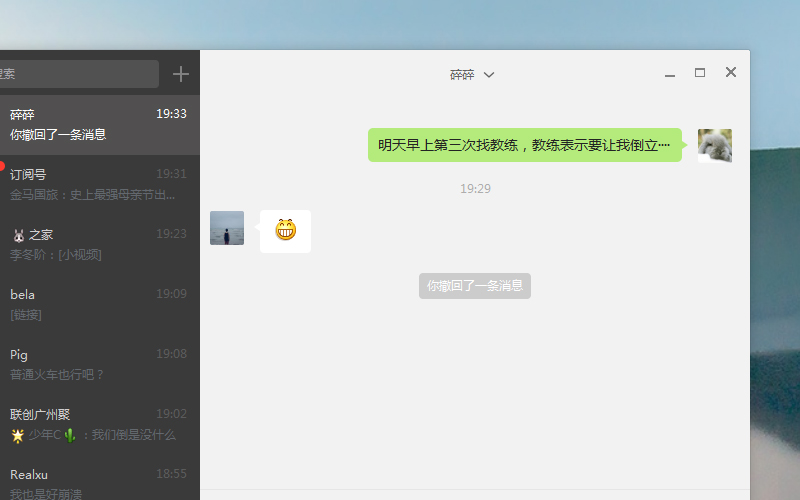 搜索
碎碎 19:33
你撤回了一条消息
订阅号 19:31
金马国旅：史上最强母亲节出...
之家 19:23
李冬阶：[小视频]
bela 19:09
[链接]
Pig 19:08
普通火车也行吧？
联创广州聚 19:02
少年C：我们倒是没什么
Realxu 18:55
我也是好崩溃
碎碎
明天早上第三次找教练，教练表示要让我倒立····
19:29
你撤回了一条消息